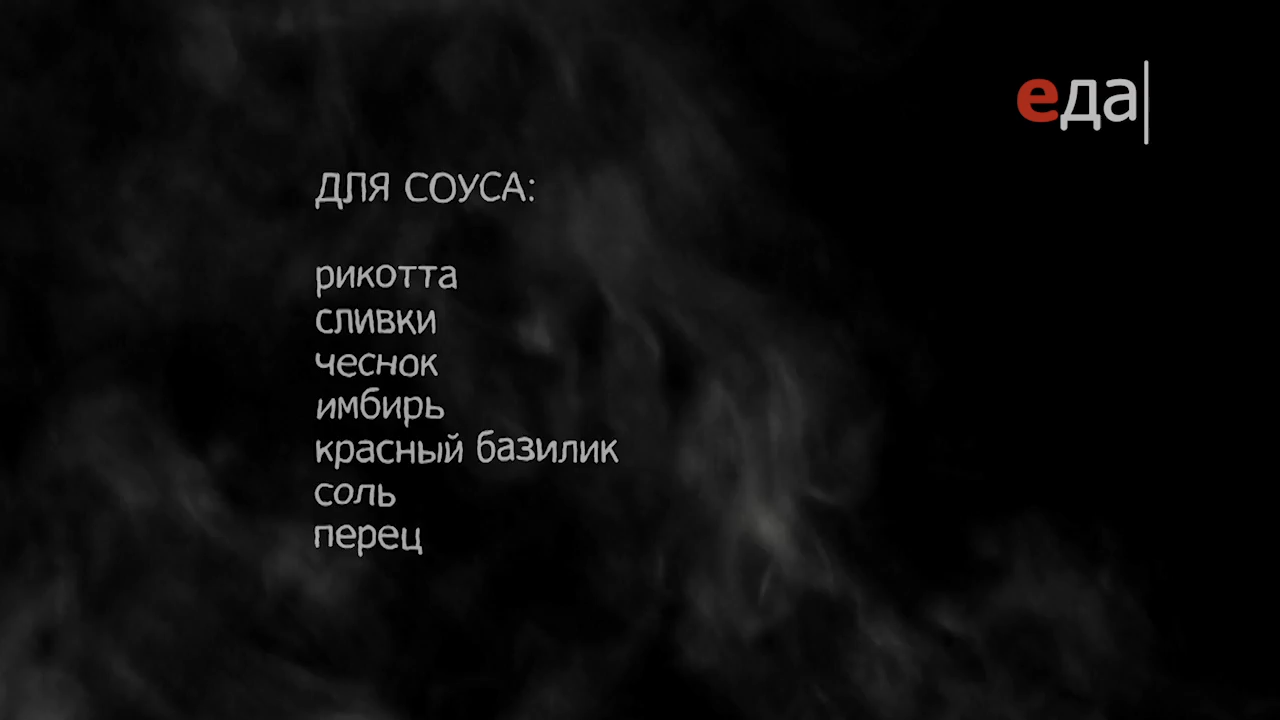 еда
ДЛЯ СОУСА:
рикотта
сливки
чеснок
имбирь
красный базилик
соль
перец